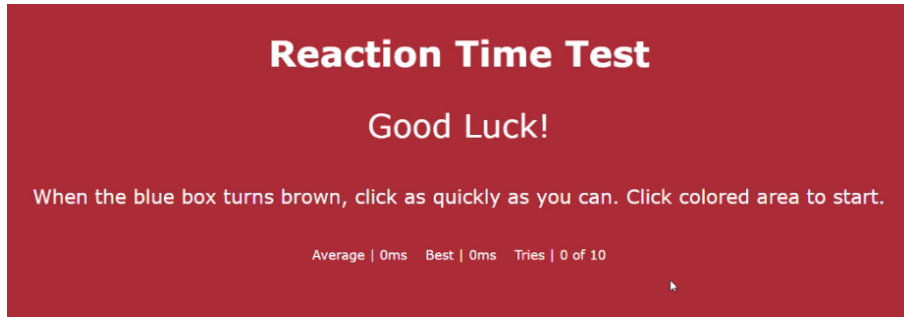 Reaction Time Test
Good Luck!
When the blue box turns brown, click as quickly as you can. Click colored area to start.
Average | 0ms Best | 0ms Tries | 0 of 10